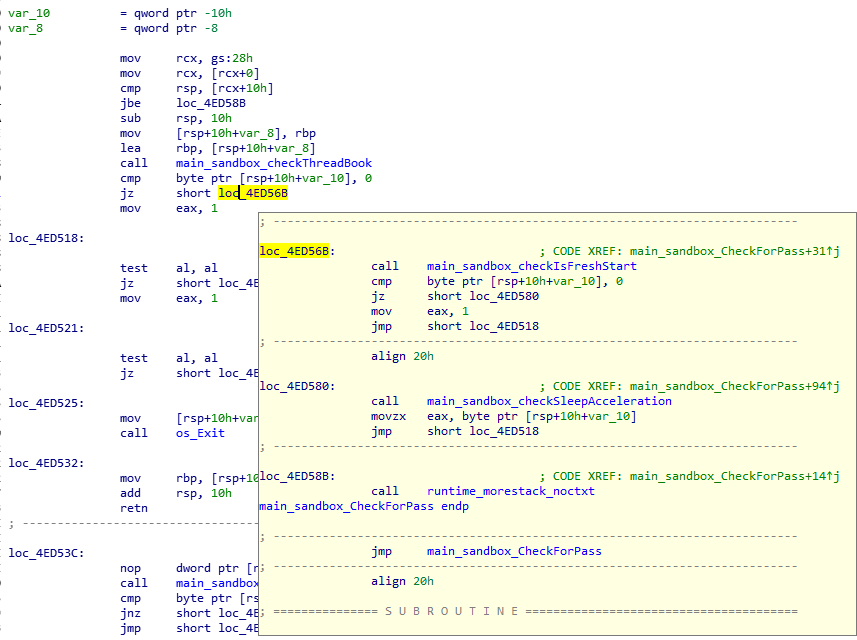 var_10 = qword ptr -10h
var_8 = qword ptr -8
mov rcx, gs:28h
mov rcx, [rcx+0]
cmp rsp, [rcx+10h]
jbe loc_4ED58B
sub rsp, 10h
mov [rsp+10h+var_8], rbp
lea rbp, [rsp+10h+var_8]
call main_sandbox_checkThreadBook
cmp byte ptr [rsp+10h+var_10], 0
jz short loc_4ED56B
mov eax, 1
loc_4ED518:
test al, al
jz short loc_4E
mov eax, 1
loc_4ED521:
test al, al
jz short loc_4E
loc_4ED525:
mov [rsp+10h+var
call os_Exit
loc_4ED532:
mov rbp, [rsp+10
add rsp, 10h
retn
; ----------------------------------
loc_4ED53C:
nop dword ptr [r
call main_sandbox
cmp byte ptr [rs
jnz short loc_4E
jmp short loc_4E
; ---------------------------------------------------------------------------
loc_4ED56B: ; CODE XREF: main_sandbox_CheckForPass+31↑j
call main_sandbox_checkIsFreshStart
cmp byte ptr [rsp+10h+var_10], 0
jz short loc_4ED580
mov eax, 1
jmp short loc_4ED518
; ---------------------------------------------------------------------------
align 20h
loc_4ED580: ; CODE XREF: main_sandbox_CheckForPass+94↑j
call main_sandbox_checkSleepAcceleration
movzx eax, byte ptr [rsp+10h+var_10]
jmp short loc_4ED518
; ---------------------------------------------------------------------------
loc_4ED58B: ; CODE XREF: main_sandbox_CheckForPass+14↑j
call runtime_morestack_noctxt
main_sandbox_CheckForPass endp
; ---------------------------------------------------------------------------
jmp main_sandbox_CheckForPass
; ---------------------------------------------------------------------------
align 20h
; =============== S U B R O U T I N E =======================================